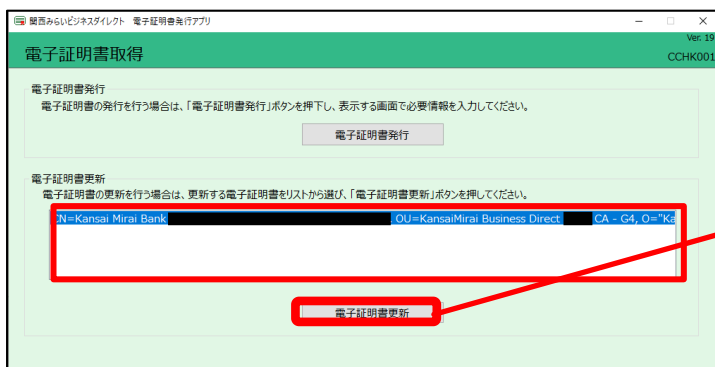 関西みらいビジネスダイレクト 電子証明書発行アプリ
Ver. 19
電子証明書取得
CCHK001
電子証明書発行
電子証明書の発行を行う場合は、「電子証明書発行」ボタンを押下し、表示する画面で必要情報を入力してください。
電子証明書発行
電子証明書更新
電子証明書の更新を行う場合は、更新する電子証明書をリストから選び、「電子証明書更新」ボタンを押してください。
CN=Kansai Mirai Bank , OU=KansaiMirai Business Direct CA - G4, O="Ka
電子証明書更新